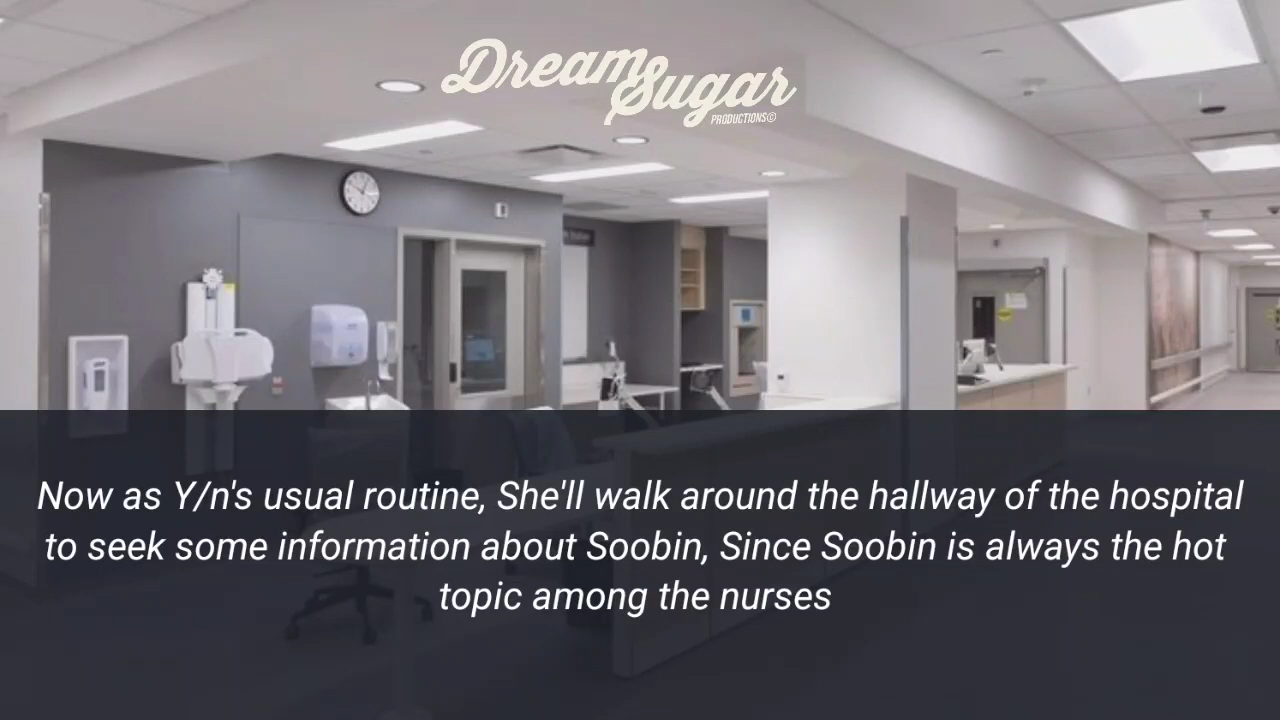 Dream
Sugar
PRODUCTIONS©
Now as Y/n's usual routine, She'll walk around the hallway of the hospital
to seek some information about Soobin, Since Soobin is always the hot
topic among the nurses